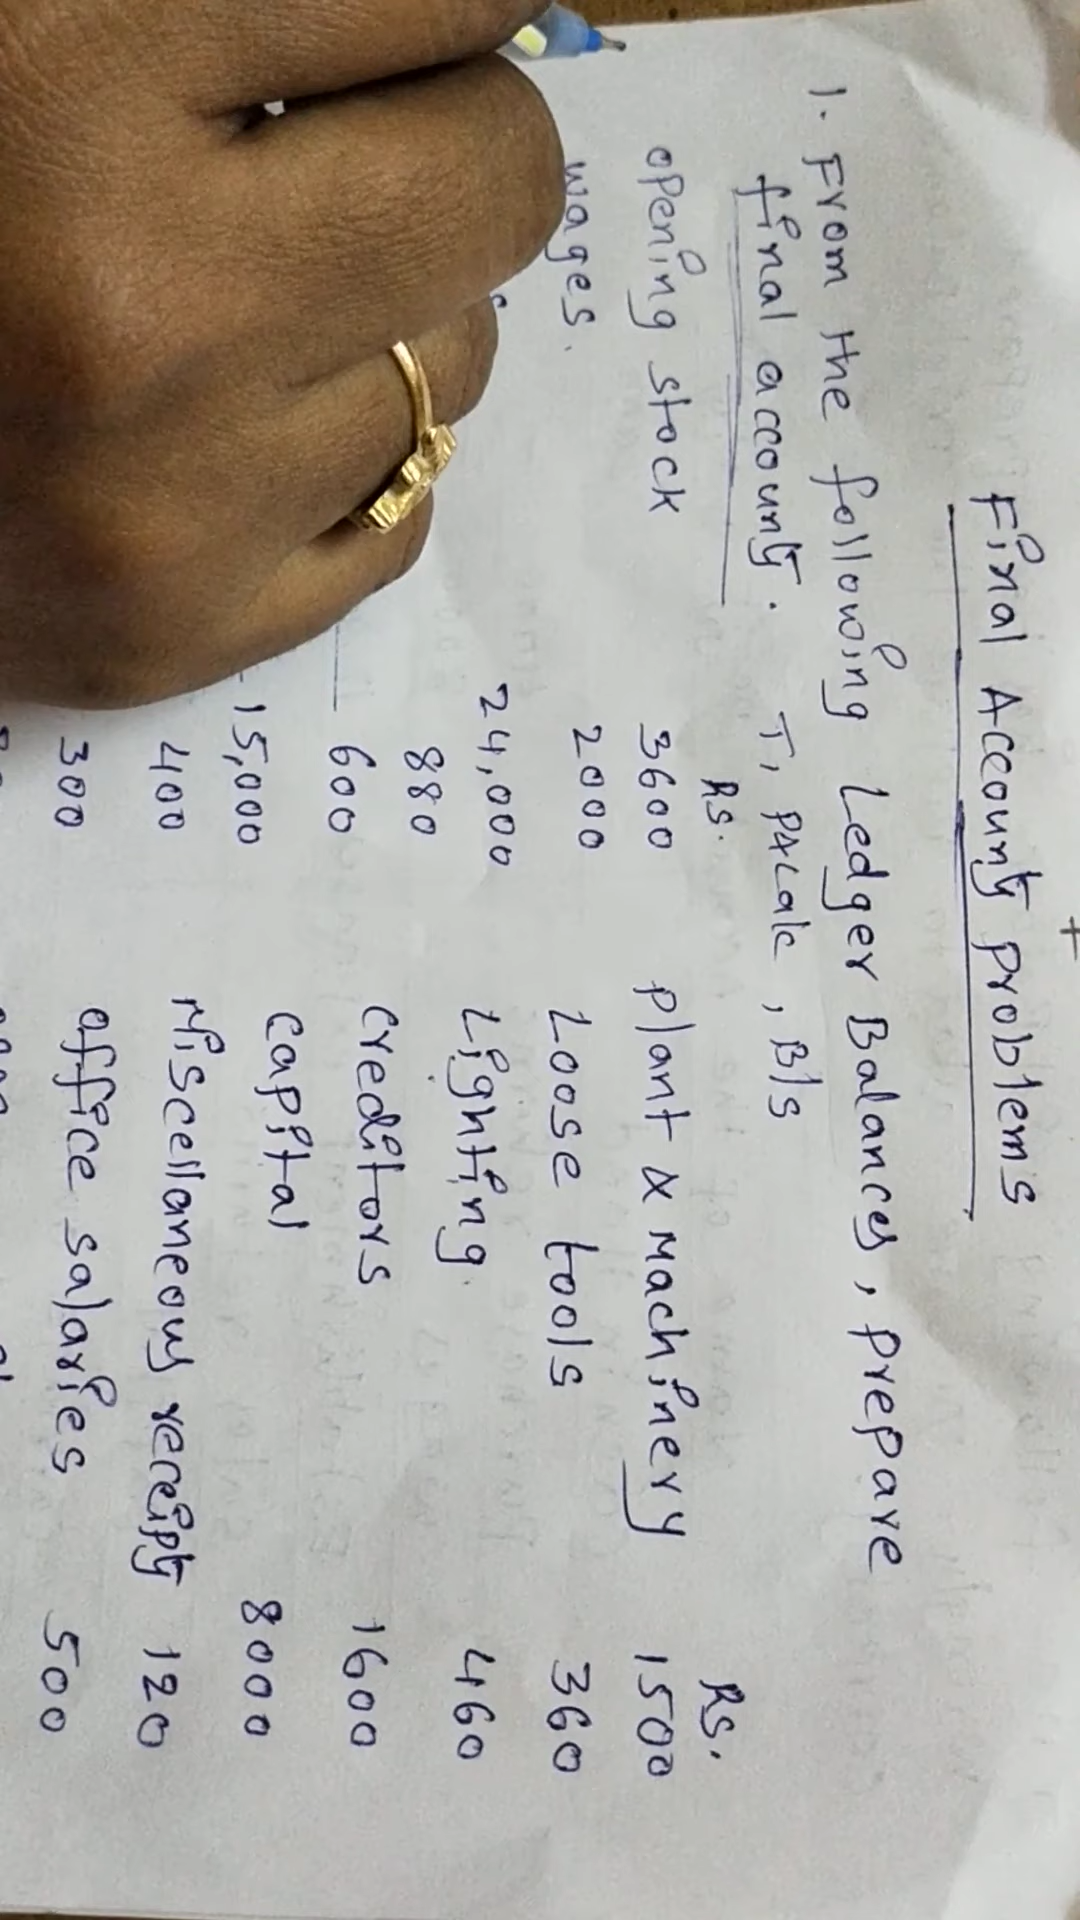 Final Accounts Problems
1. From the following Ledger Balances, prepare
final accounts. T, P&L a/c, B/s
Rs. Rs.
opening stock 3600 plant & Machinery 1500
wages. 2000 Loose tools 360
24,000 Lighting 460
880
600 creditors 1600
15,000 capital 8000
400 Miscellaneous receipts 120
300 office salaries 500